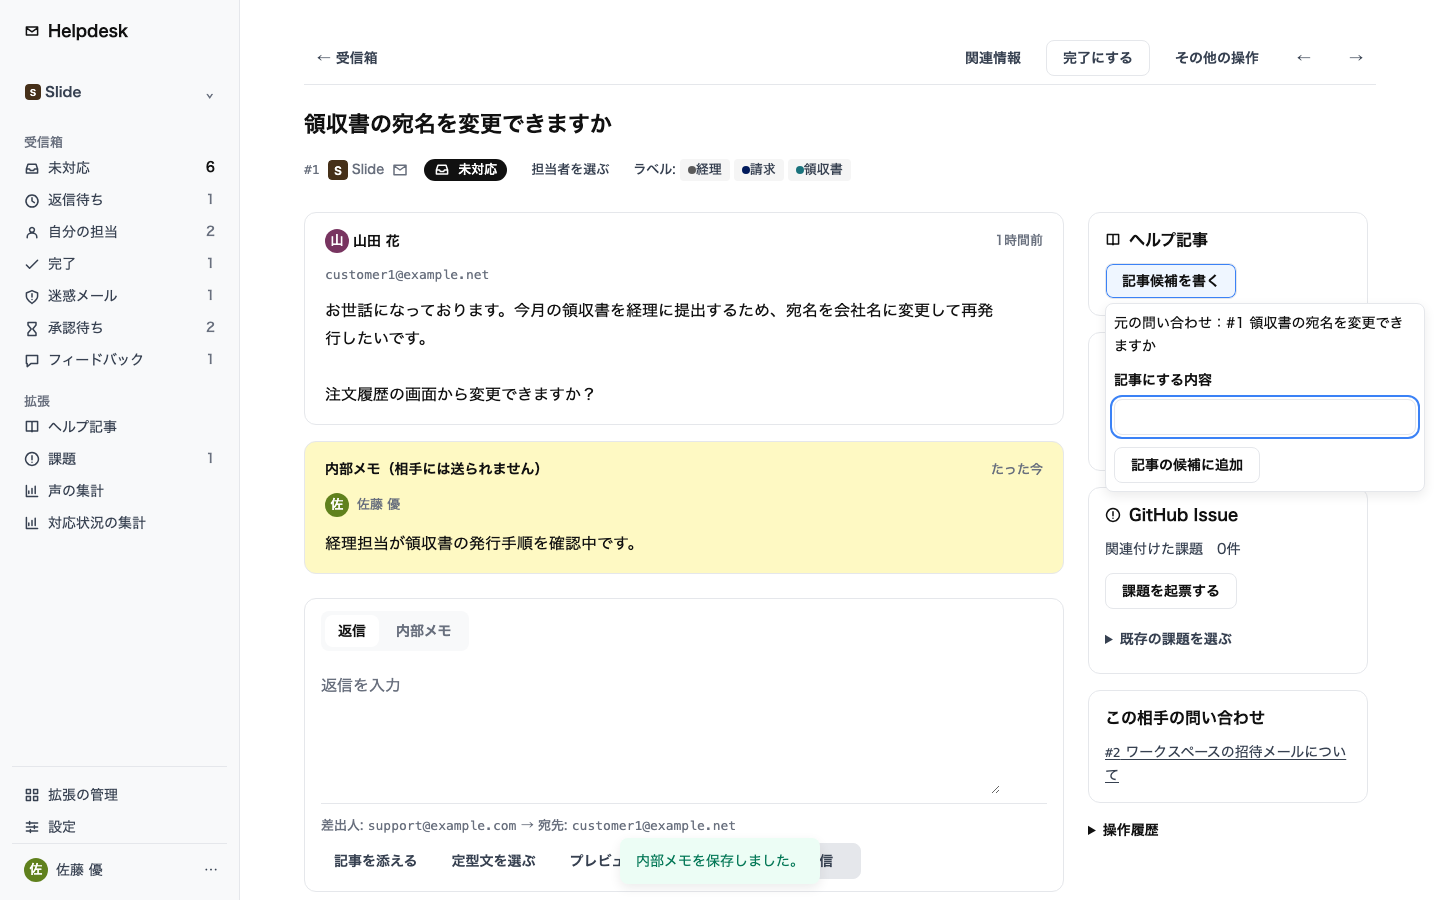 Helpdesk
S Slide
受信箱
未対応 6
返信待ち 1
自分の担当 2
完了 1
迷惑メール 1
承認待ち 2
フィードバック 1
拡張
ヘルプ記事
課題 1
声の集計
対応状況の集計
拡張の管理
設定
佐 佐藤 優 …
← 受信箱
関連情報 完了にする その他の操作 ← →
領収書の宛名を変更できますか
#1 S Slide 未対応 担当者を選ぶ ラベル: 経理 請求 領収書
山 山田 花 1時間前
customer1@example.net
お世話になっております。今月の領収書を経理に提出するため、宛名を会社名に変更して再発
行したいです。
注文履歴の画面から変更できますか？
内部メモ（相手には送られません） たった今
佐 佐藤 優
経理担当が領収書の発行手順を確認中です。
返信 内部メモ
返信を入力
差出人: support@example.com → 宛先: customer1@example.net
記事を添える 定型文を選ぶ プレビュ 信
内部メモを保存しました。
ヘルプ記事
記事候補を書く
元の問い合わせ：#1 領収書の宛名を変更でき
ますか
記事にする内容
記事の候補に追加
GitHub Issue
関連付けた課題 0件
課題を起票する
▶ 既存の課題を選ぶ
この相手の問い合わせ
#2 ワークスペースの招待メールについ
て
▶ 操作履歴